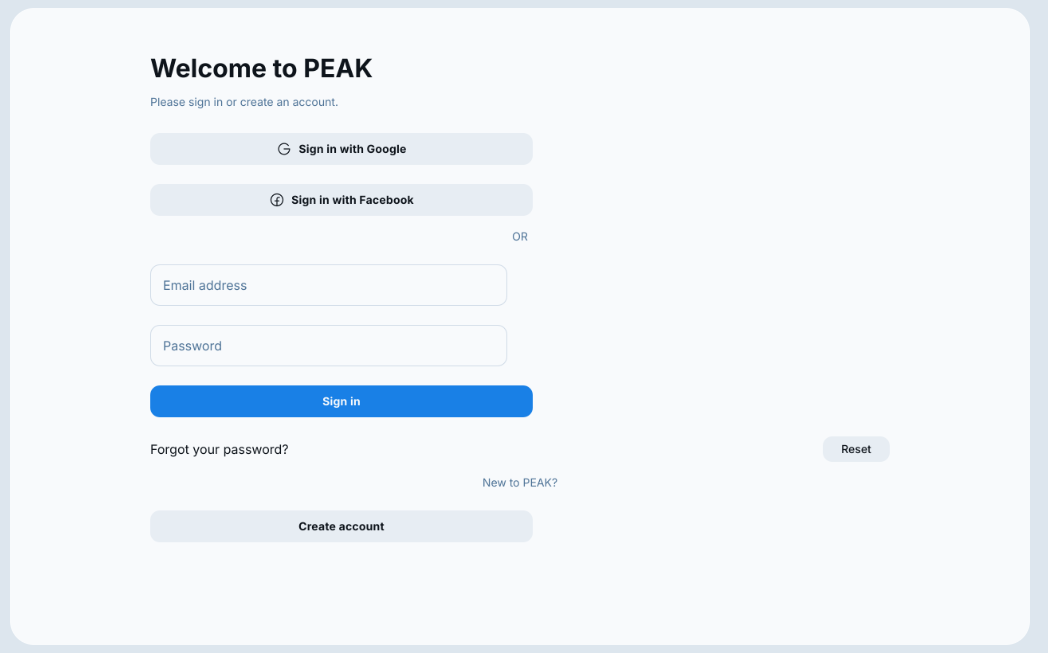 Welcome to PEAK
Please sign in or create an account.
Sign in with Google
Sign in with Facebook
OR
Email address
Password
Sign in
Forgot your password?
Reset
New to PEAK?
Create account